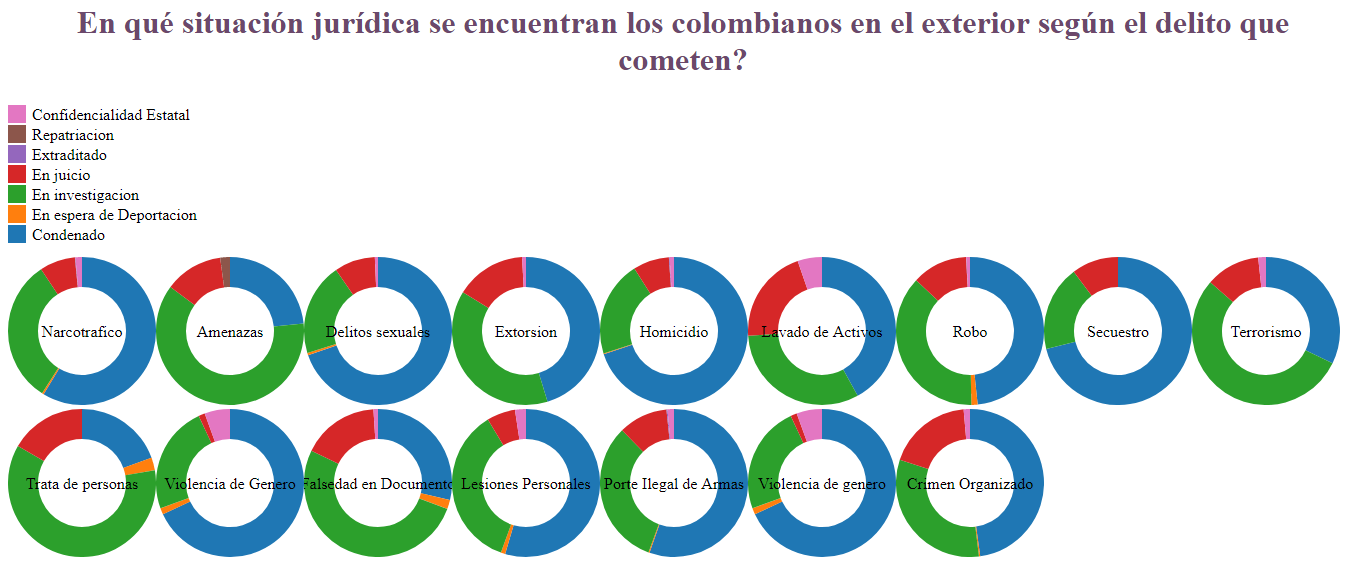 En qué situación jurídica se encuentran los colombianos en el exterior según el delito que
cometen?
Confidencialidad Estatal
Repatriacion
Extraditado
En juicio
En investigacion
En espera de Deportacion
Condenado
Narcotrafico
Amenazas
Delitos sexuales
Extorsion
Homicidio
Lavado de Activos
Robo
Secuestro
Terrorismo
Trata de personas
Violencia de Genero
Falsedad en Documento
Lesiones Personales
Porte Ilegal de Armas
Violencia de genero
Crimen Organizado